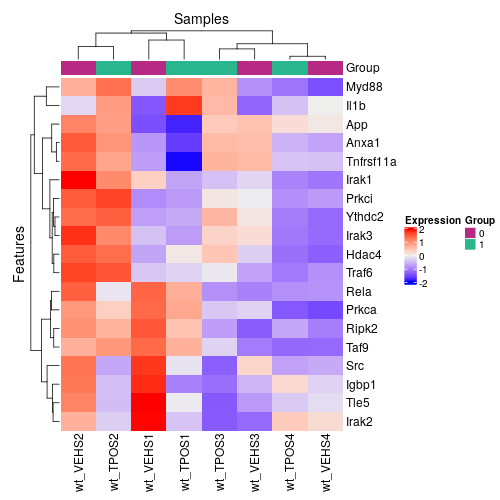 Samples
Group
Myd88
Il1b
App
Anxa1
Tnfrsf11a
Irak1
Prkci
Ythdc2
Irak3
Hdac4
Traf6
Rela
Prkca
Ripk2
Taf9
Src
Igbp1
Tle5
Irak2
Features
wt_VEHS2
wt_TPOS2
wt_VEHS1
wt_TPOS1
wt_TPOS3
wt_VEHS3
wt_TPOS4
wt_VEHS4
Expression
2
1
0
-1
-2
Group
0
1